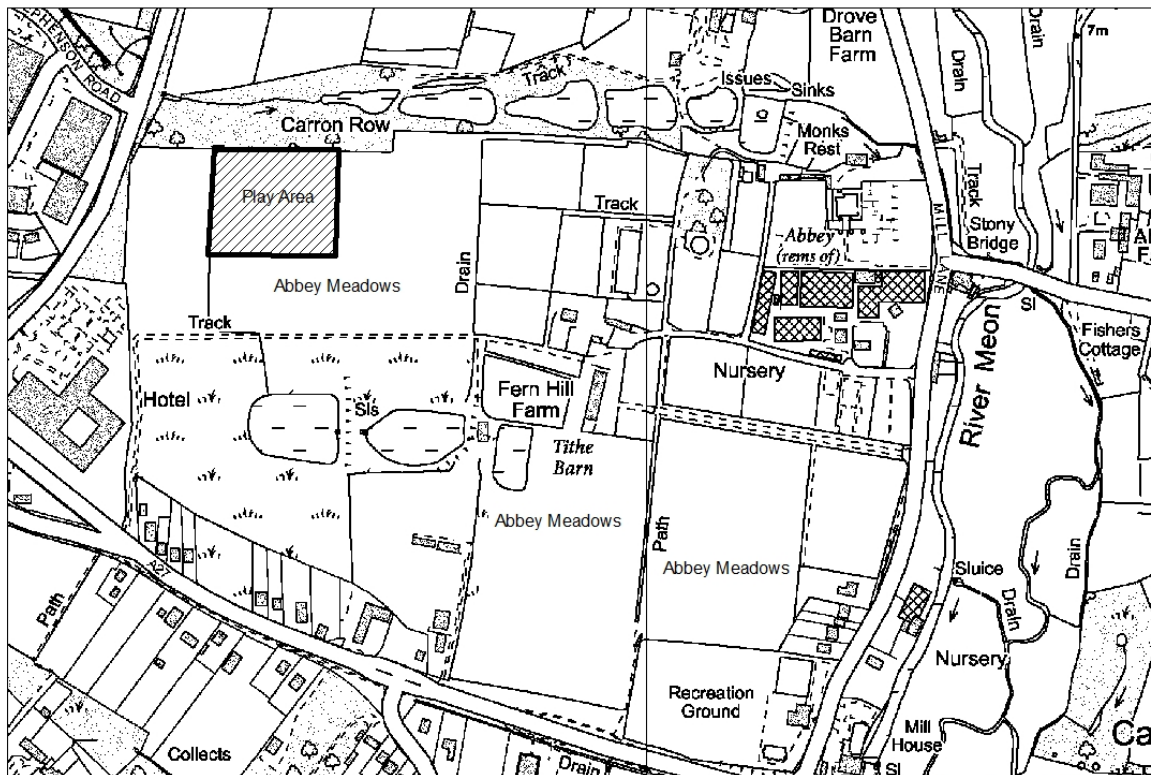 PHENSON ROAD
Drove
Barn
Farm
Drain
Drain
7m
Track
Issues
Sinks
Carron Row
Monks
Rest
Play Area
Track
Track
MILL LANE
Stony
Bridge
Abbey
(rems of)
Abbey Meadows
Drain
Sl
Fishers
Cottage
Track
Hotel
Sls
Fern Hill
Farm
Nursery
River Meon
Tithe
Barn
Abbey Meadows
Path
Abbey Meadows
Drain
Sluice
Drain
Path
Nursery
Recreation
Ground
Mill
House
Collects
Drain
Sl
Ca